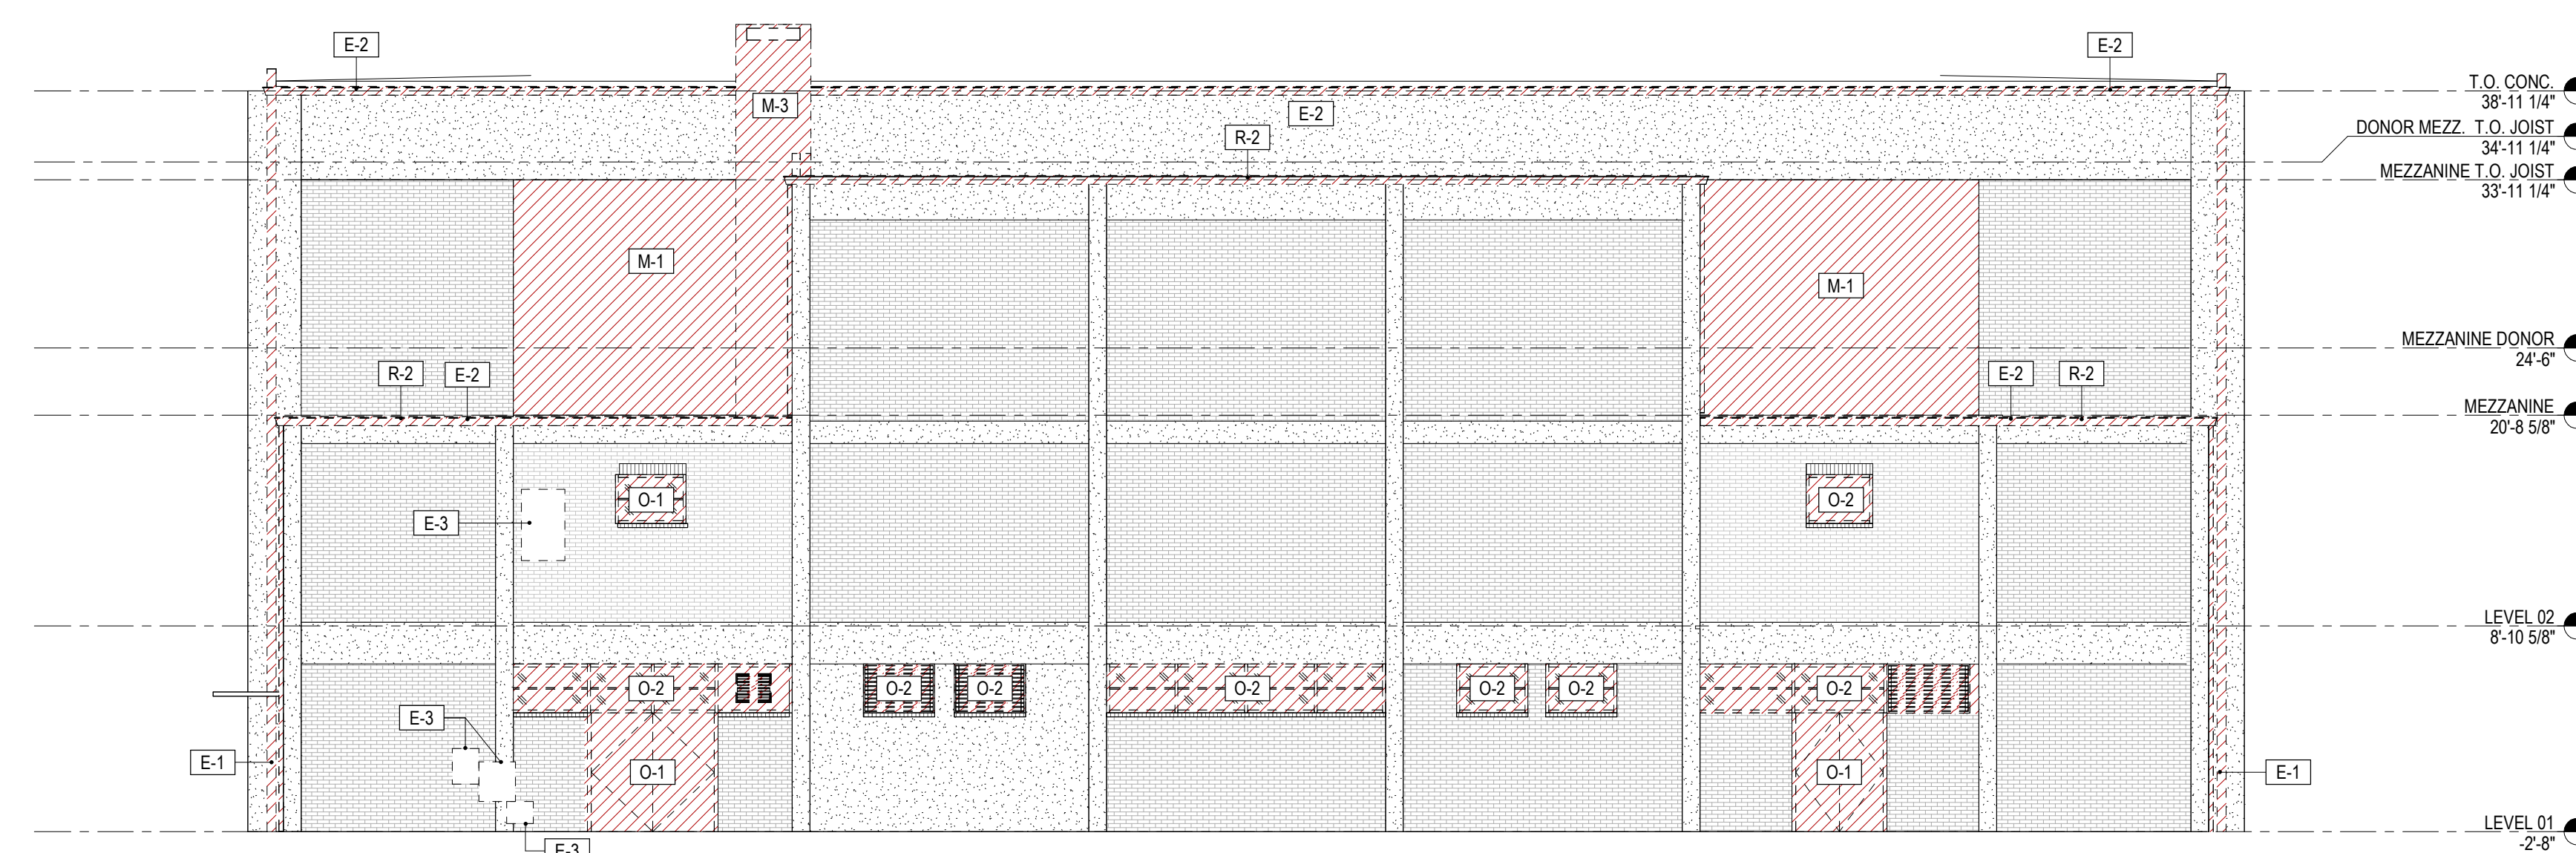 E-2
E-2
T.O. CONC.
38'-11 1/4"
M-3
E-2
DONOR MEZZ. T.O. JOIST
34'-11 1/4"
R-2
MEZZANINE T.O. JOIST
33'-11 1/4"
M-1
M-1
MEZZANINE DONOR
24'-6"
R-2
E-2
E-2
R-2
MEZZANINE
20'-8 5/8"
O-1
O-2
E-3
LEVEL 02
8'-10 5/8"
O-2
O-2
O-2
O-2
O-2
O-2
O-2
E-3
E-1
O-1
O-1
E-1
LEVEL 01
-2'-8"
E-3